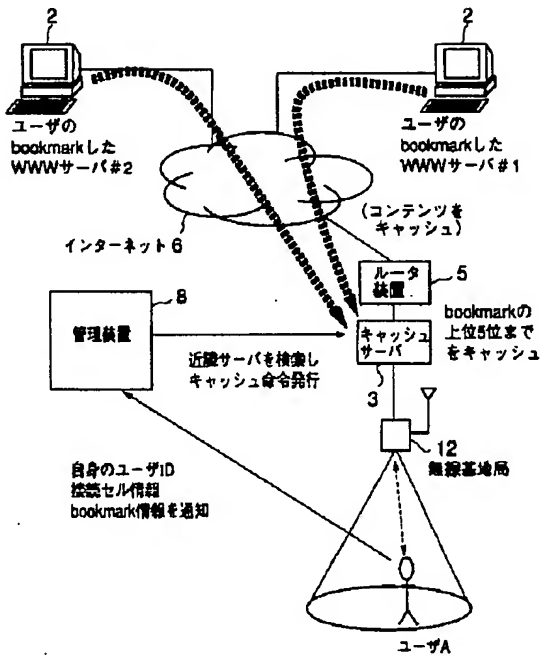 2
2
ユーザの
bookmarkした
WWWサーバ#2
ユーザの
bookmarkした
WWWサーバ#1
(コンテンツを
キャッシュ)
インターネット6
ルータ
装置
5
8
管理装置
近隣サーバを検索し
キャッシュ命令発行
キャッシュ
サーバ
bookmarkの
上位5位まで
をキャッシュ
3
12
無線基地局
自身のユーザID
接続セル情報
bookmark情報を通知
ユーザA